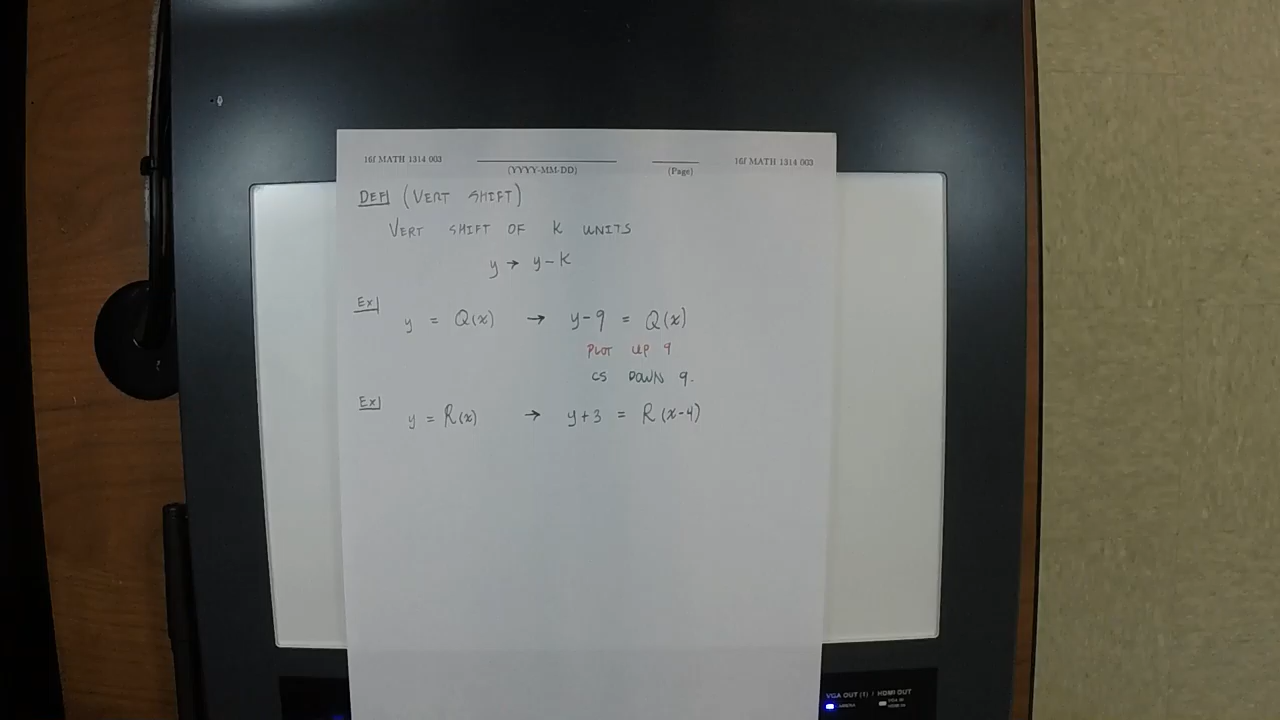 16f MATH 1314 003 (YYYY-MM-DD) (Page) 16f MATH 1314 003
DEF (VERT SHIFT)
VERT SHIFT OF K UNITS
y → y-K
Ex
y = Q(x) → y-9 = Q(x)
PLOT UP 9
CS DOWN 9.
Ex
y = R(x) → y+3 = R(x-4)
VGA OUT (1) / HDMI OUT